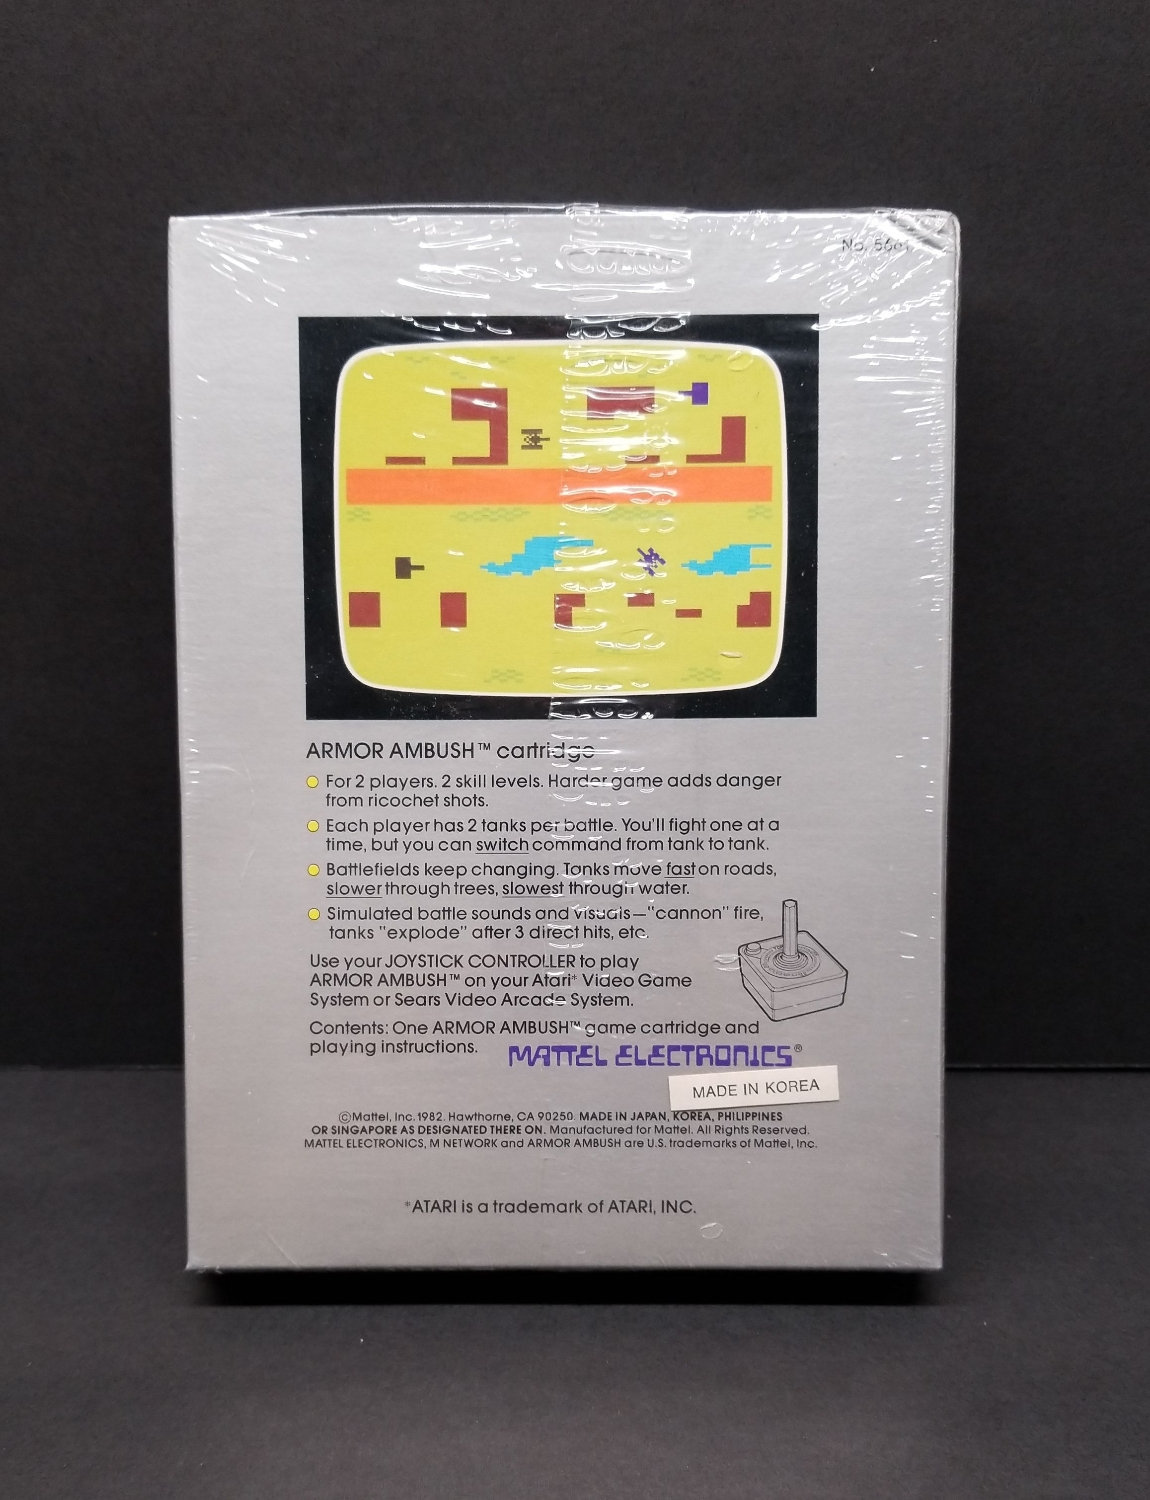 No.
ARMOR AMBUSH™ cartridge
For 2 players. 2 skill levels. Harder game adds danger
from ricochet shots.
Each player has 2 tanks per battle. You'll fight one at a
time, but you can switch command from tank to tank.
Battlefields keep changing. Tanks move fast on roads,
slower through trees, slowest through water.
Simulated battle sounds and visuals—"cannon" fire,
tanks "explode" after 3 direct hits, etc.
Use your JOYSTICK CONTROLLER to play
ARMOR AMBUSH™ on your Atari* Video Game
System or Sears Video Arcade System.
Contents: One ARMOR AMBUSH™ game cartridge and
playing instructions.
MATTEL ELECTRONICS®
MADE IN KOREA
©Mattel, Inc. 1982. Hawthorne, CA 90250. MADE IN JAPAN, KOREA, PHILIPPINES
OR SINGAPORE AS DESIGNATED THERE ON. Manufactured for Mattel. All Rights Reserved.
MATTEL ELECTRONICS, M NETWORK and ARMOR AMBUSH are U.S. trademarks of Mattel, Inc.
*ATARI is a trademark of ATARI, INC.